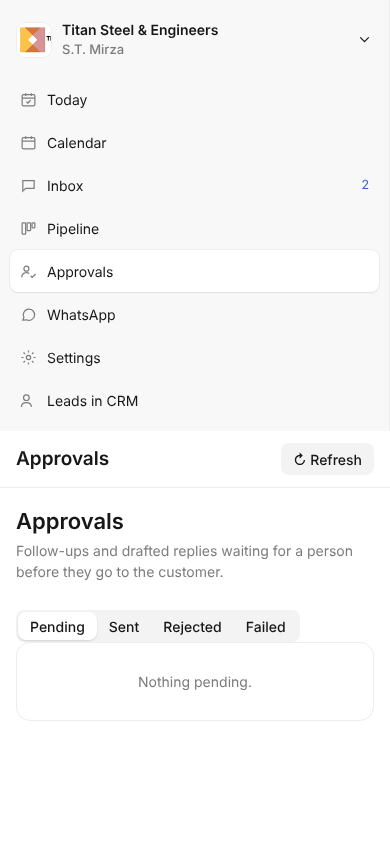 Titan Steel & Engineers
S.T. Mirza
Today
Calendar
Inbox
2
Pipeline
Approvals
WhatsApp
Settings
Leads in CRM
Approvals
Refresh
Approvals
Follow-ups and drafted replies waiting for a person
before they go to the customer.
Pending Sent Rejected Failed
Nothing pending.